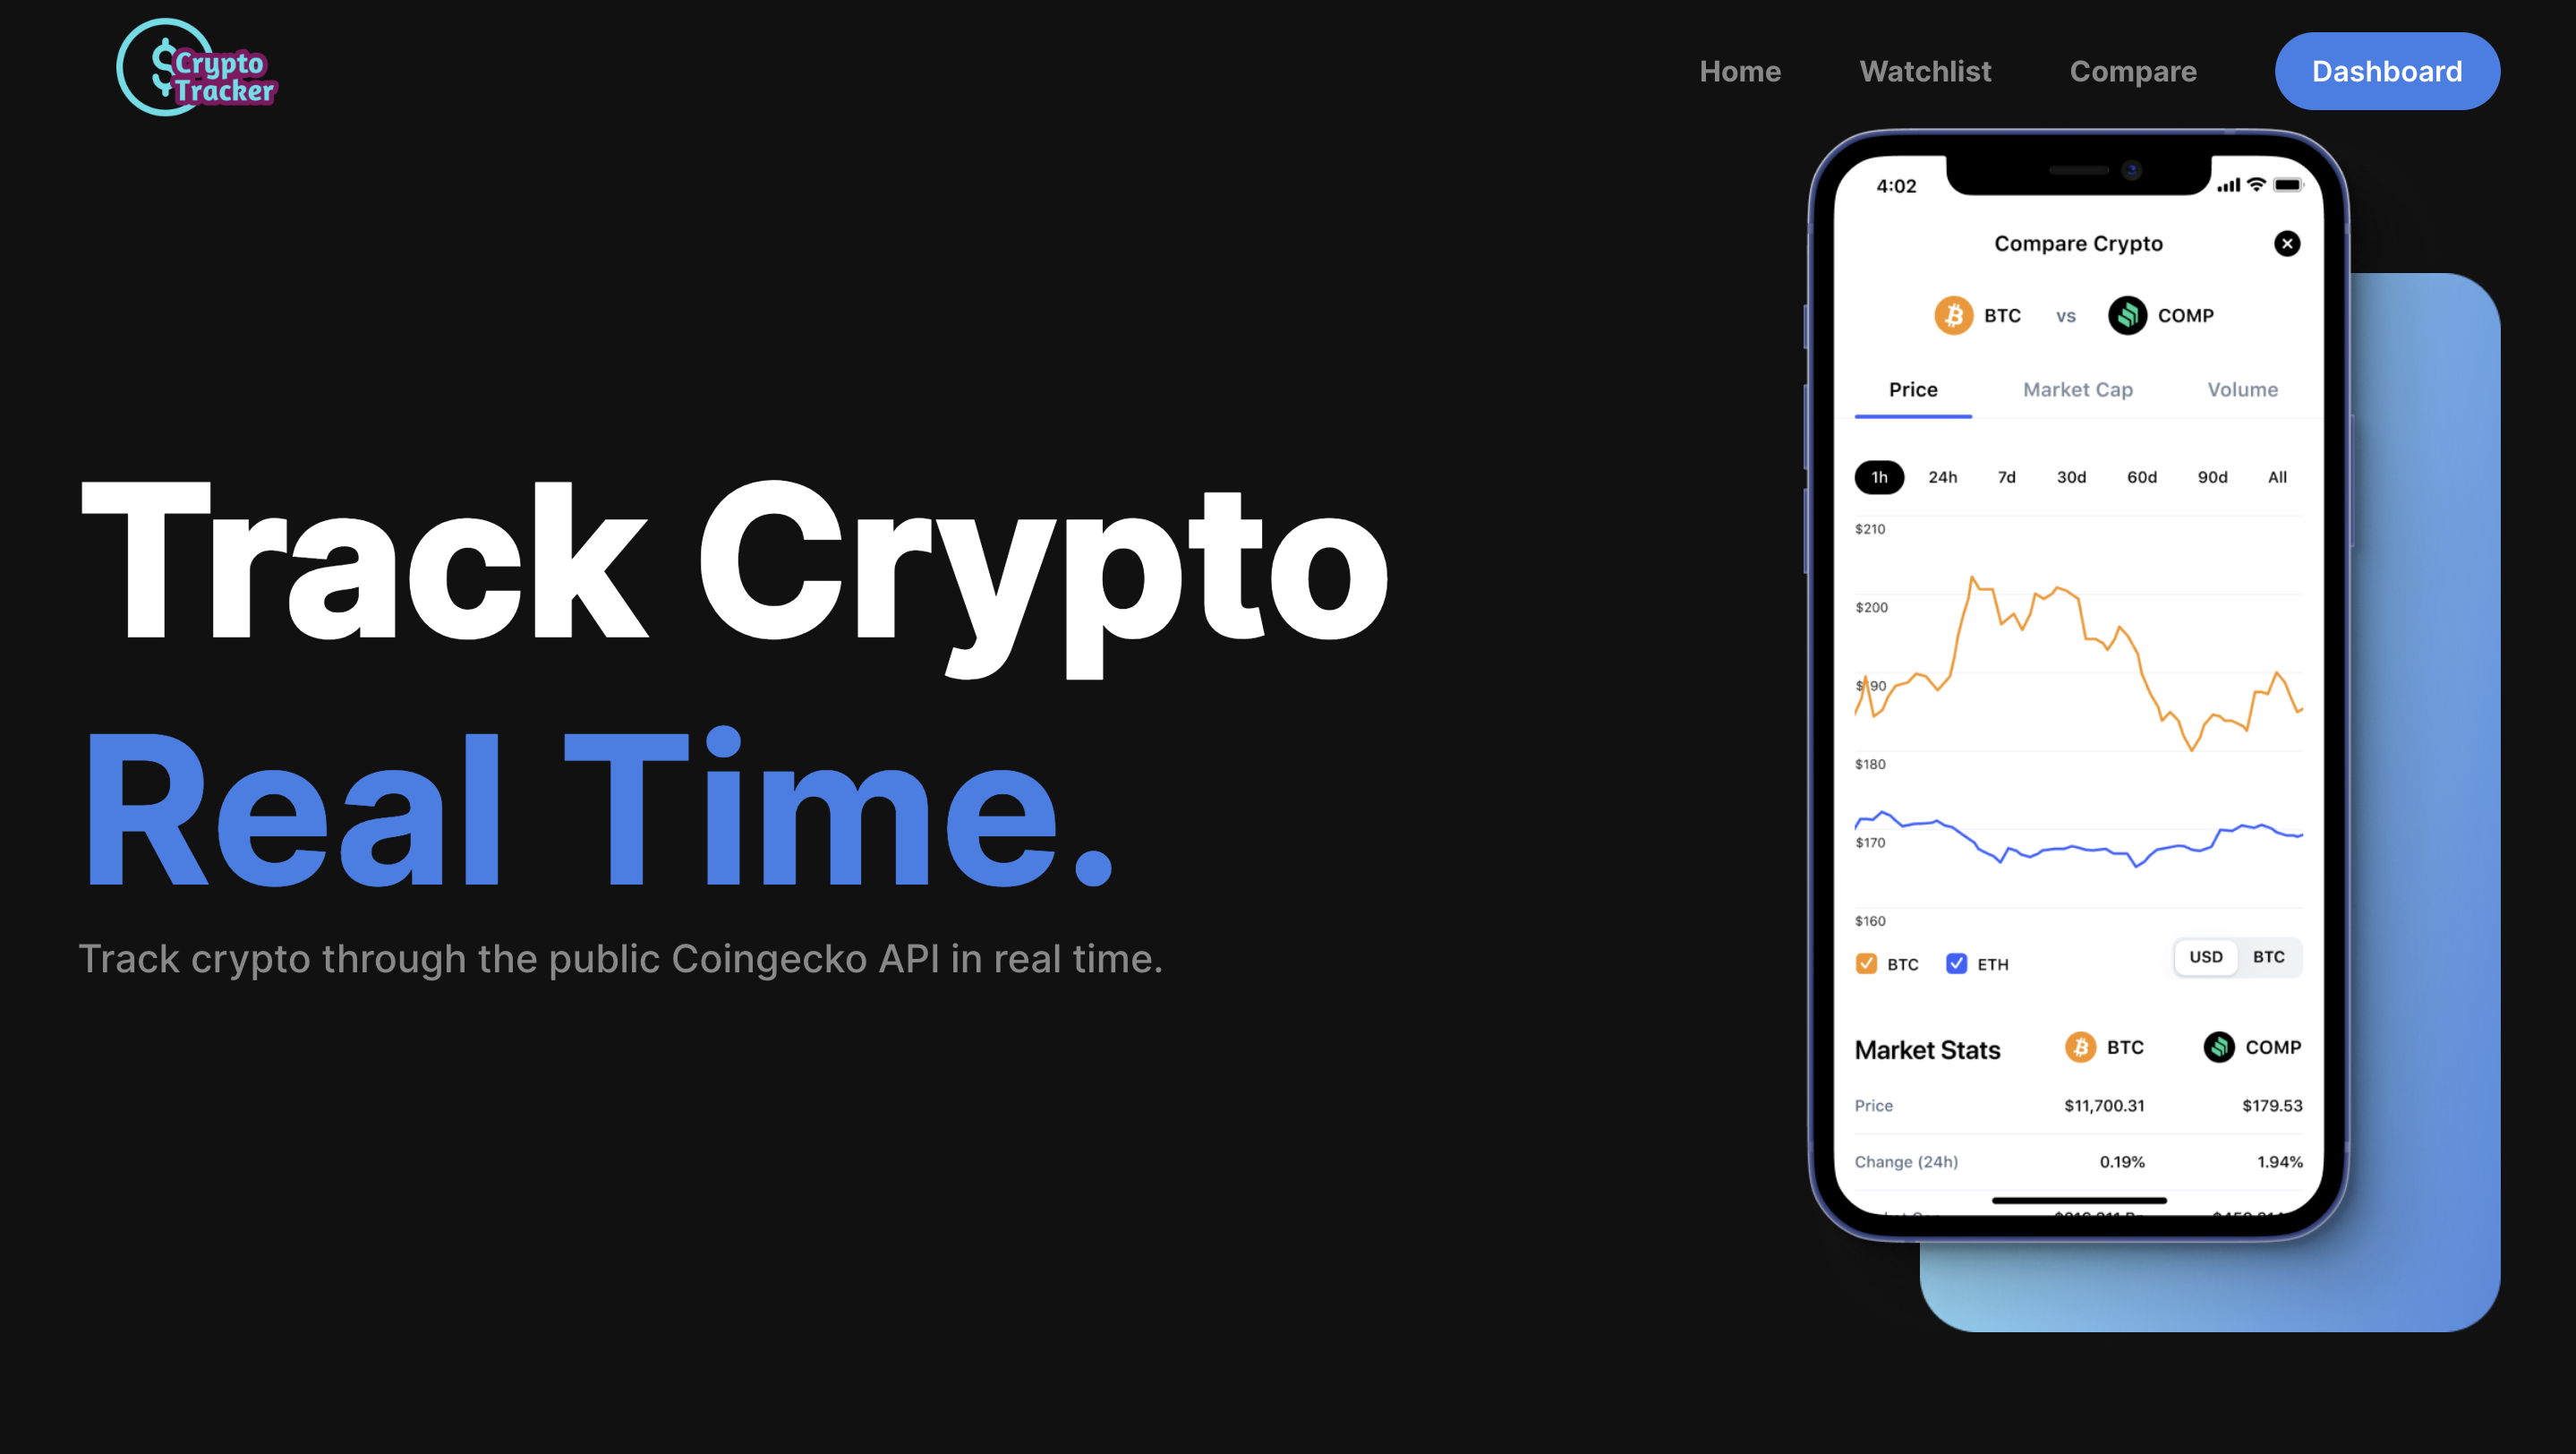 $ Crypto
Tracker
Home Watchlist Compare Dashboard
Track Crypto
Real Time.
Track crypto through the public Coingecko API in real time.
4:02
Compare Crypto
BTC vs COMP
Price Market Cap Volume
1h 24h 7d 30d 60d 90d All
$210
$200
$190
$180
$170
$160
BTC ETH USD BTC
Market Stats BTC COMP
Price $11,700.31 $179.53
Change (24h) 0.19% 1.94%